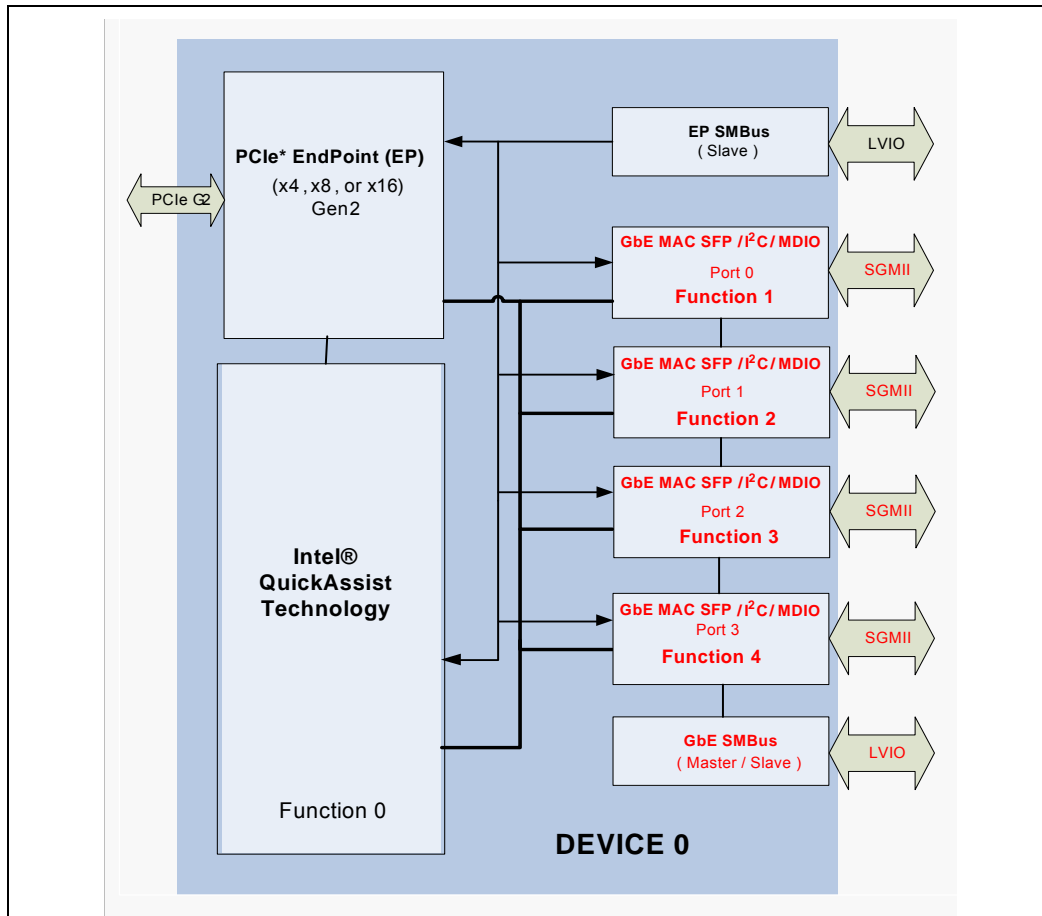 PCIe* EndPoint (EP)
(x4, x8, or x16)
Gen2
PCIe G2
EP SMBus
( Slave )
LVIO
GbE MAC SFP /I²C/ MDIO
Port 0
Function 1
SGMII
GbE MAC SFP /I²C/ MDIO
Port 1
Function 2
SGMII
GbE MAC SFP /I²C/ MDIO
Port 2
Function 3
SGMII
GbE MAC SFP /I²C/ MDIO
Port 3
Function 4
SGMII
Intel®
QuickAssist
Technology
Function 0
GbE SMBus
( Master / Slave )
LVIO
DEVICE 0